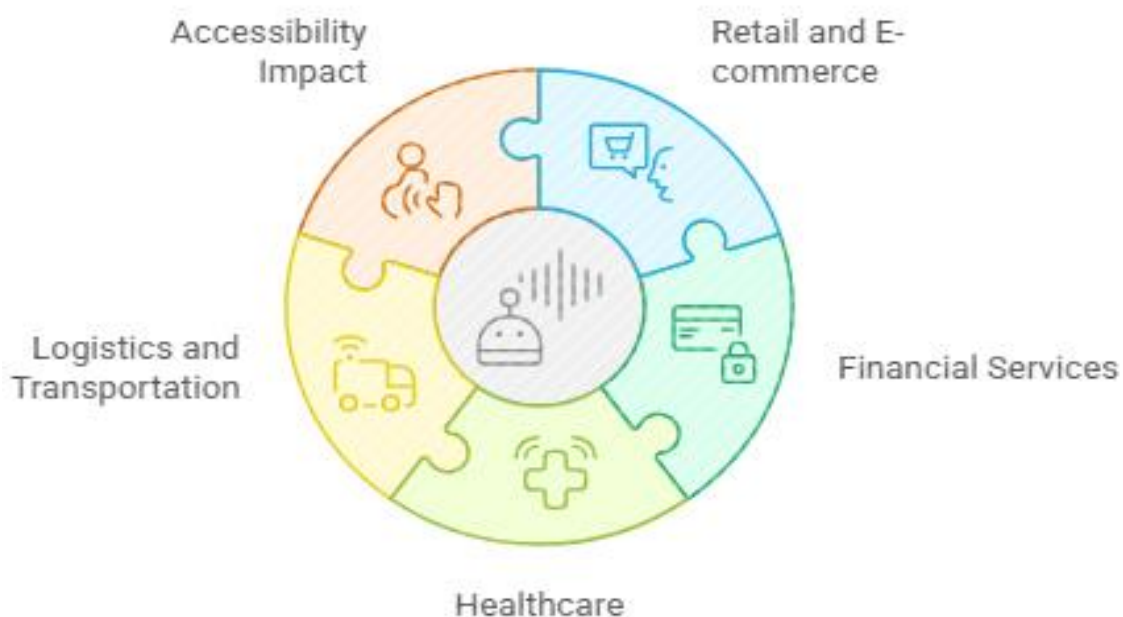 Accessibility
Impact
Retail and E-
commerce
Logistics and
Transportation
Financial Services
Healthcare